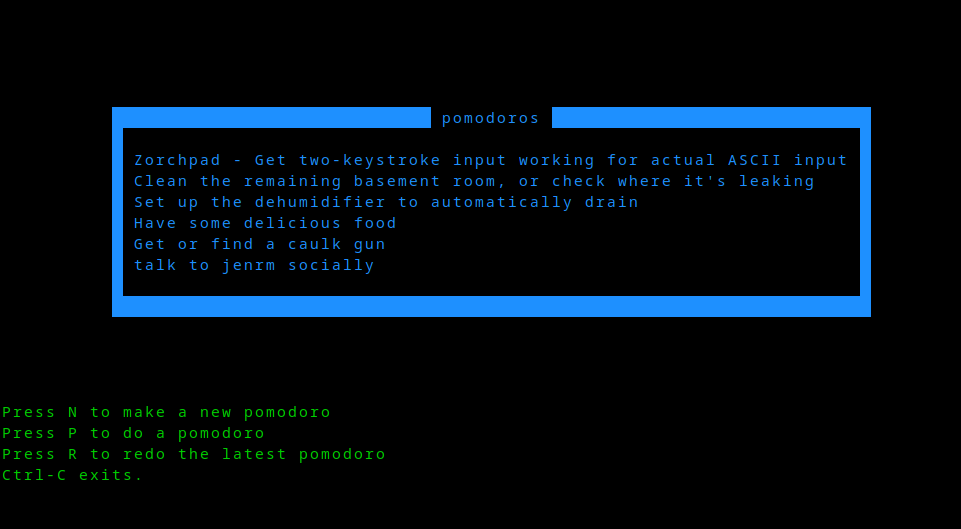 pomodoros
Zorchpad - Get two-keystroke input working for actual ASCII input
Clean the remaining basement room, or check where it's leaking
Set up the dehumidifier to automatically drain
Have some delicious food
Get or find a caulk gun
talk to jenrm socially
Press N to make a new pomodoro
Press P to do a pomodoro
Press R to redo the latest pomodoro
Ctrl-C exits.